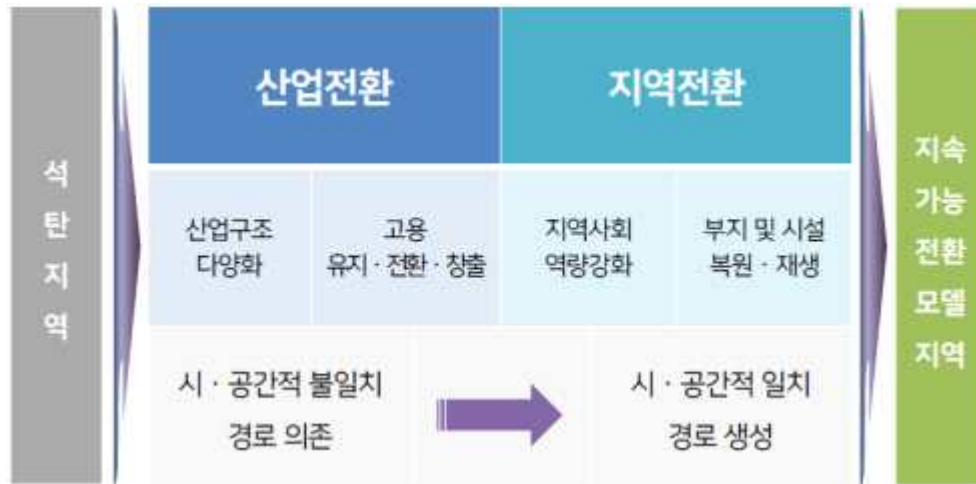 석
탄
지
역
산업전환
지역전환
산업구조
다양화
고용
유지 · 전환 · 창출
지역사회
역량강화
부지 및 시설
복원 · 재생
시 · 공간적 불일치
경로 의존
시 · 공간적 일치
경로 생성
지속
가능
전환
모델
지역